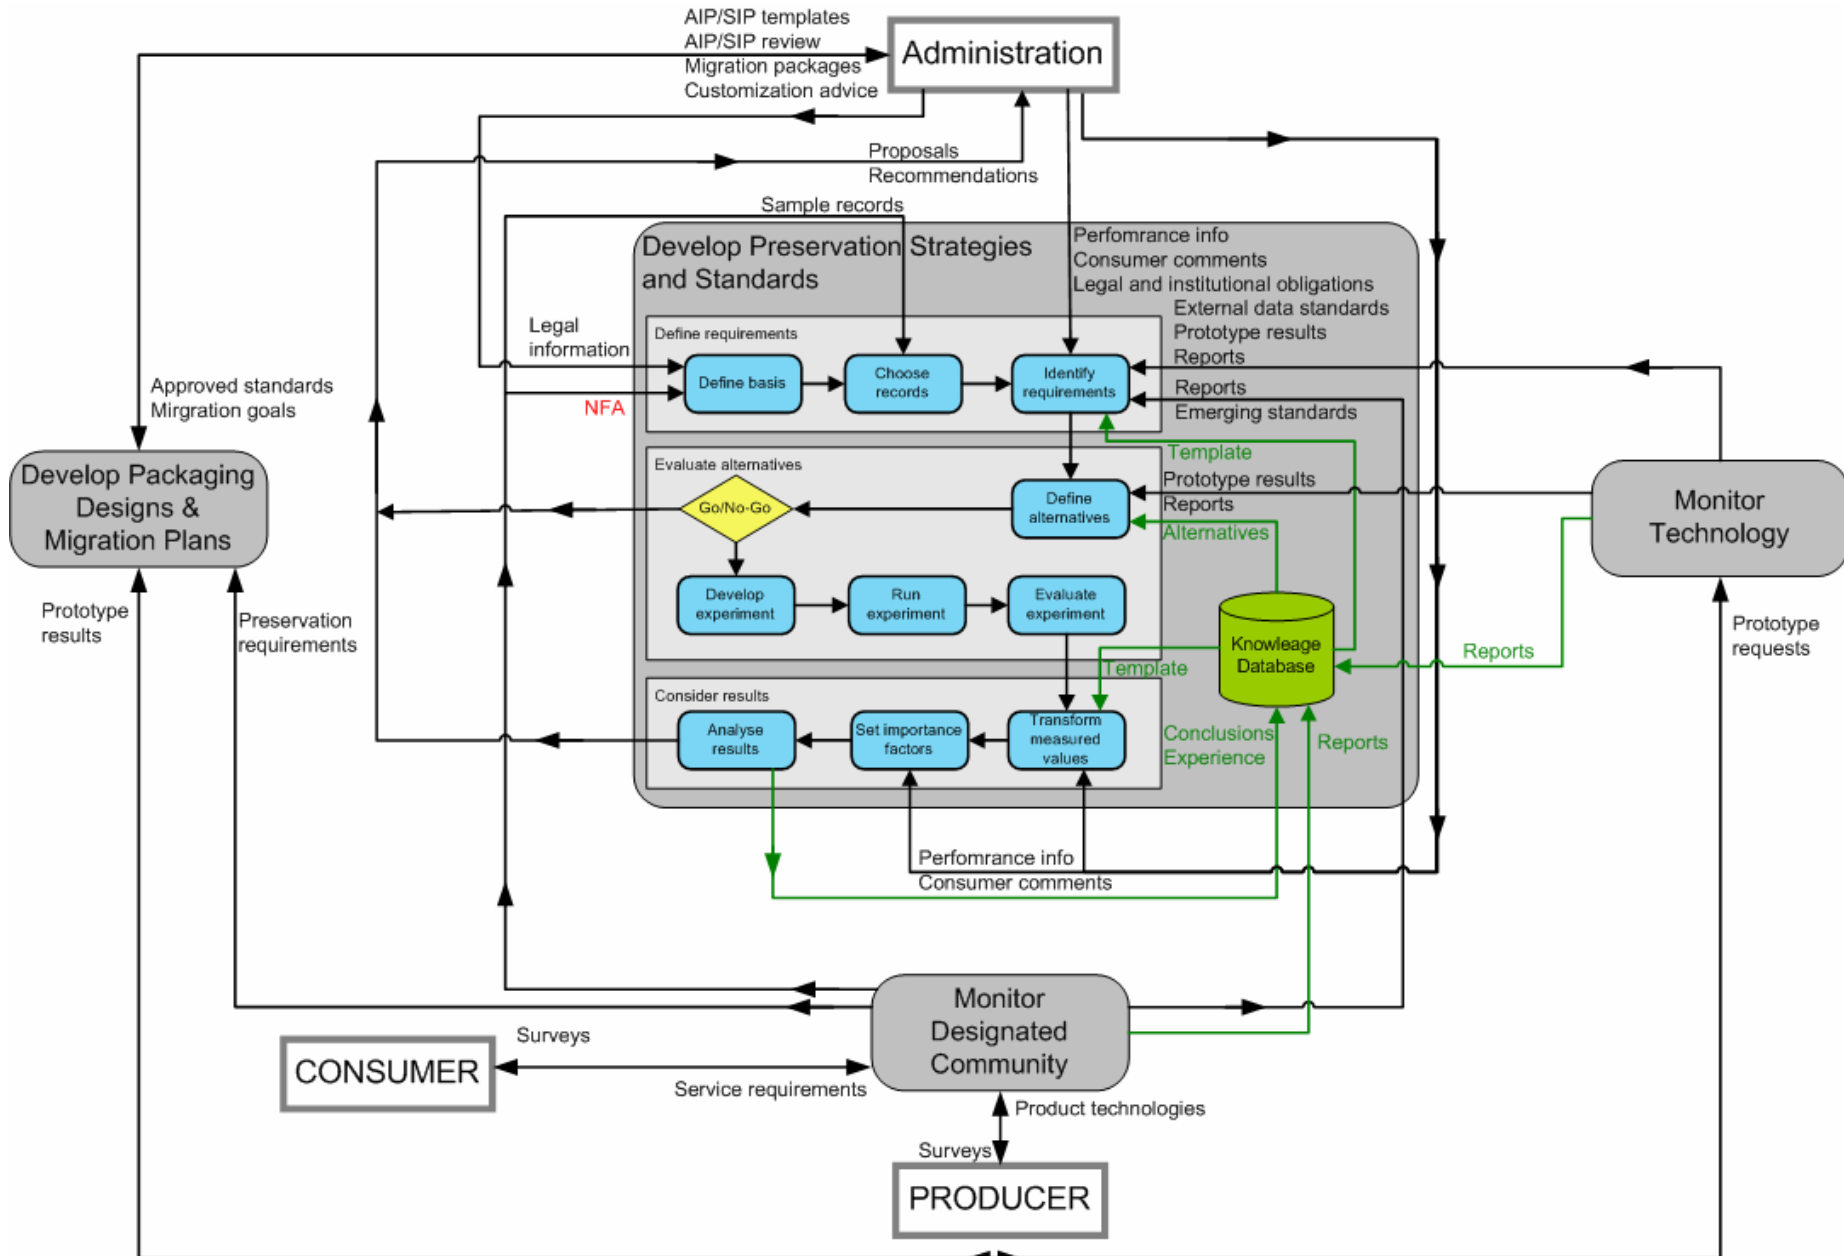 AIP/SIP templates
AIP/SIP review
Migration packages
Customization advice
Administration
Proposals
Recommendations
Sample records
Develop Preservation Strategies
and Standards
Perfomrance info
Consumer comments
Legal and institutional obligations
External data standards
Prototype results
Reports
Legal
information
Define requirements
Define basis
Choose
records
Identify
requirements
NFA
Reports
Emerging standards
Approved standards
Mirgration goals
Template
Develop Packaging
Designs &
Migration Plans
Evaluate alternatives
Go/No-Go
Define
alternatives
Prototype results
Reports
Alternatives
Monitor
Technology
Develop
experiment
Run
experiment
Evaluate
experiment
Prototype
results
Preservation
requirements
Knowleage
Database
Reports
Prototype
requests
Template
Consider results
Analyse
results
Set importance
factors
Transform
measured
values
Conclusions
Experience
Reports
Perfomrance info
Consumer comments
Monitor
Designated
Community
Surveys
CONSUMER
Service requirements
Product technologies
Surveys
PRODUCER